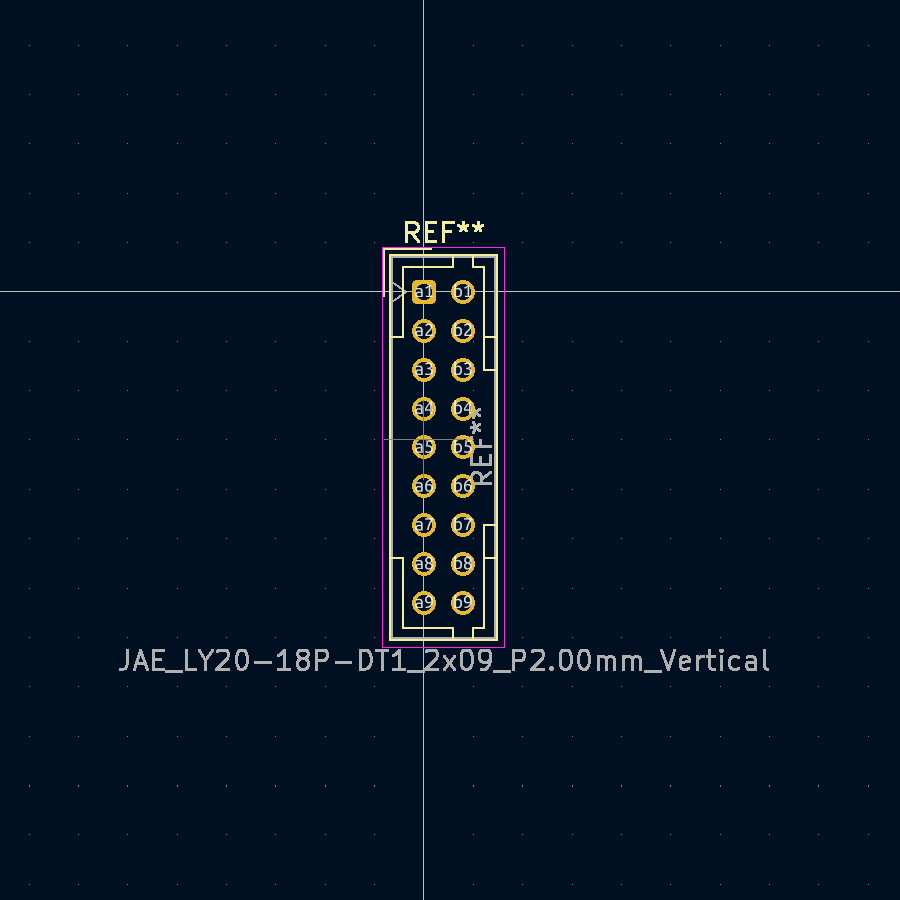 REF**
a1 b1
a2 b2
a3 b3
a4 b4
a5 b5
a6 b6
a7 b7
a8 b8
a9 b9
REF**
JAE_LY20-18P-DT1_2x09_P2.00mm_Vertical